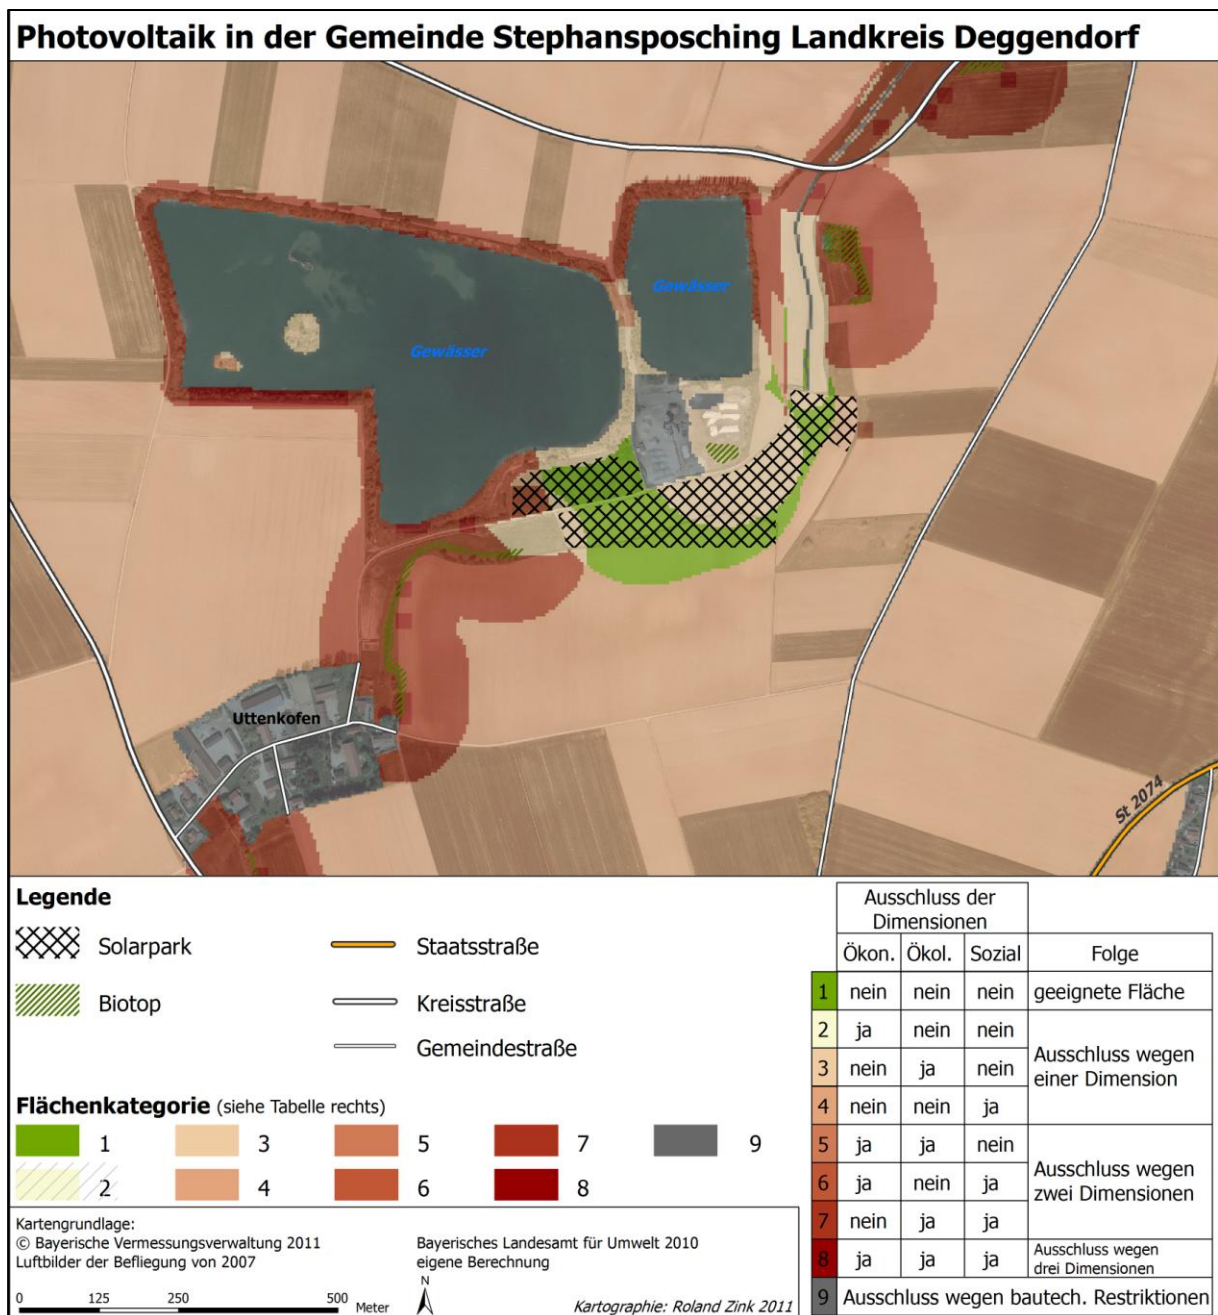 Photovoltaik in der Gemeinde Stephansposching Landkreis Deggendorf
Gewässer
Gewässer
Uttenkofen
St 2074
Legende
Solarpark
Staatsstraße
Biotop
Kreisstraße
Gemeindestraße
Flächenkategorie (siehe Tabelle rechts)
1 3 5 7 9
2 4 6 8
Kartengrundlage:
© Bayerische Vermessungsverwaltung 2011
Luftbilder der Befliegung von 2007
Bayerisches Landesamt für Umwelt 2010
eigene Berechnung
0 125 250 500 Meter
N
Kartographie: Roland Zink 2011
Ausschluss der
Dimensionen
Ökon. Ökol. Sozial Folge
1 nein nein nein geeignete Fläche
2 ja nein nein
3 nein ja nein
4 nein nein ja
Ausschluss wegen
einer Dimension
5 ja ja nein
6 ja nein ja
7 nein ja ja
Ausschluss wegen
zwei Dimensionen
8 ja ja ja
Ausschluss wegen
drei Dimensionen
9 Ausschluss wegen bautech. Restriktionen